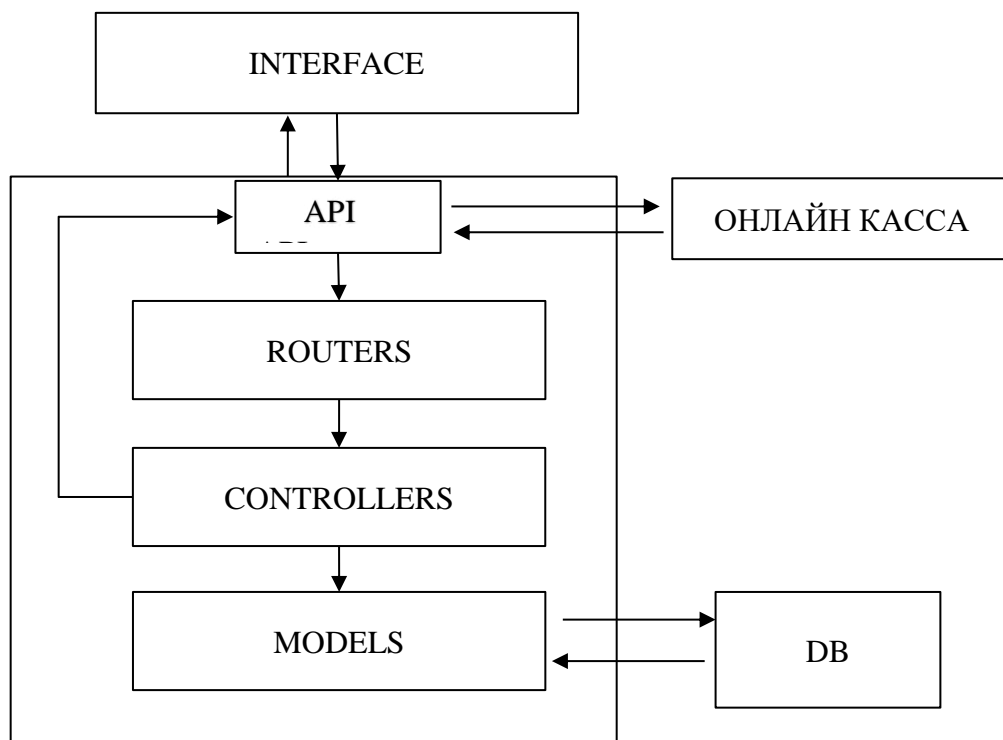 INTERFACE
API
ОНЛАЙН КАССА
ROUTERS
CONTROLLERS
MODELS
DB